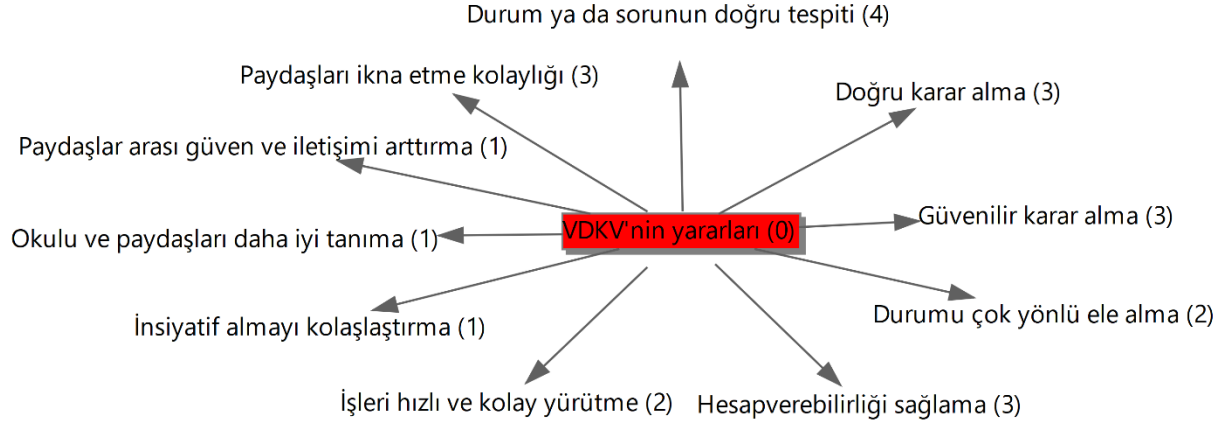 Durum ya da sorunun doğru tespiti (4)
Paydaşları ikna etme kolaylığı (3)
Doğru karar alma (3)
Paydaşlar arası güven ve iletişimi arttırma (1)
Güvenilir karar alma (3)
VDKV'nin yararları (0)
Okulu ve paydaşları daha iyi tanıma (1)
Durumu çok yönlü ele alma (2)
İnsiyatif almayı kolaşlaştırma (1)
İşleri hızlı ve kolay yürütme (2)
Hesapverebilirliği sağlama (3)